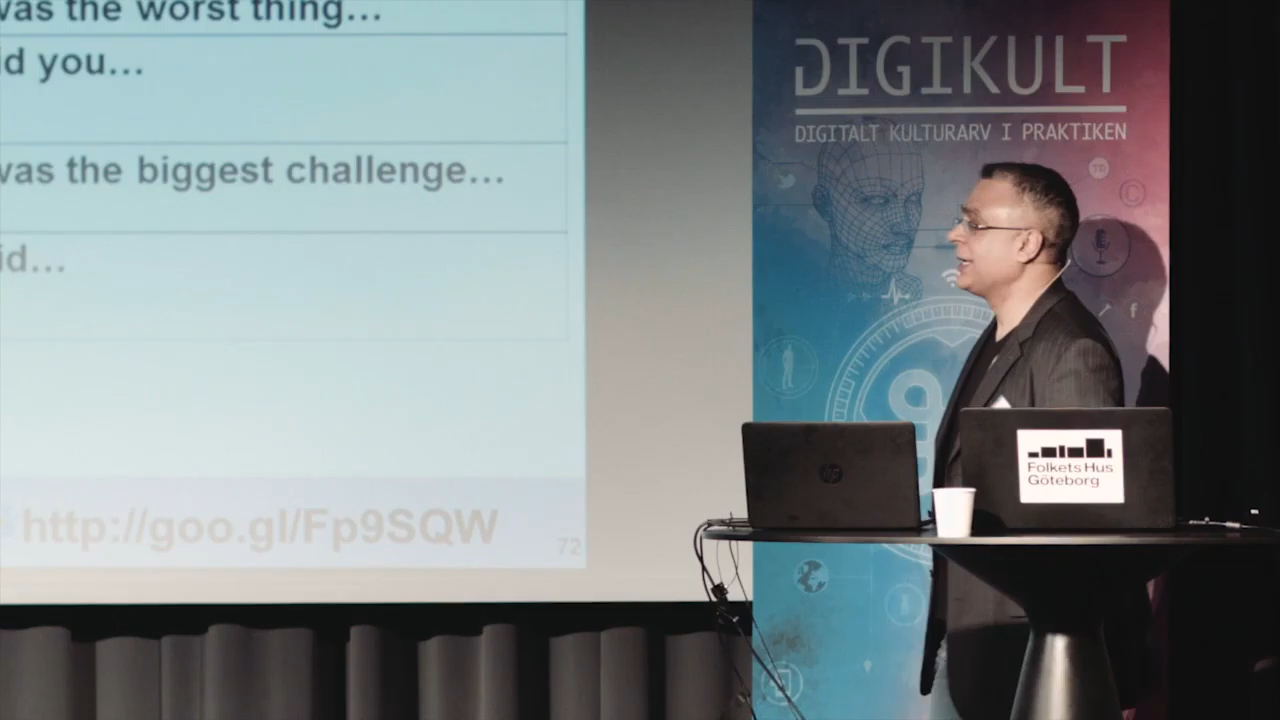 was the worst thing...
id you...
was the biggest challenge...
id...
http://goo.gl/Fp9SQW
72
DIGIKULT
DIGITALT KULTURARV I PRAKTIKEN
hp
Folkets Hus
Göteborg